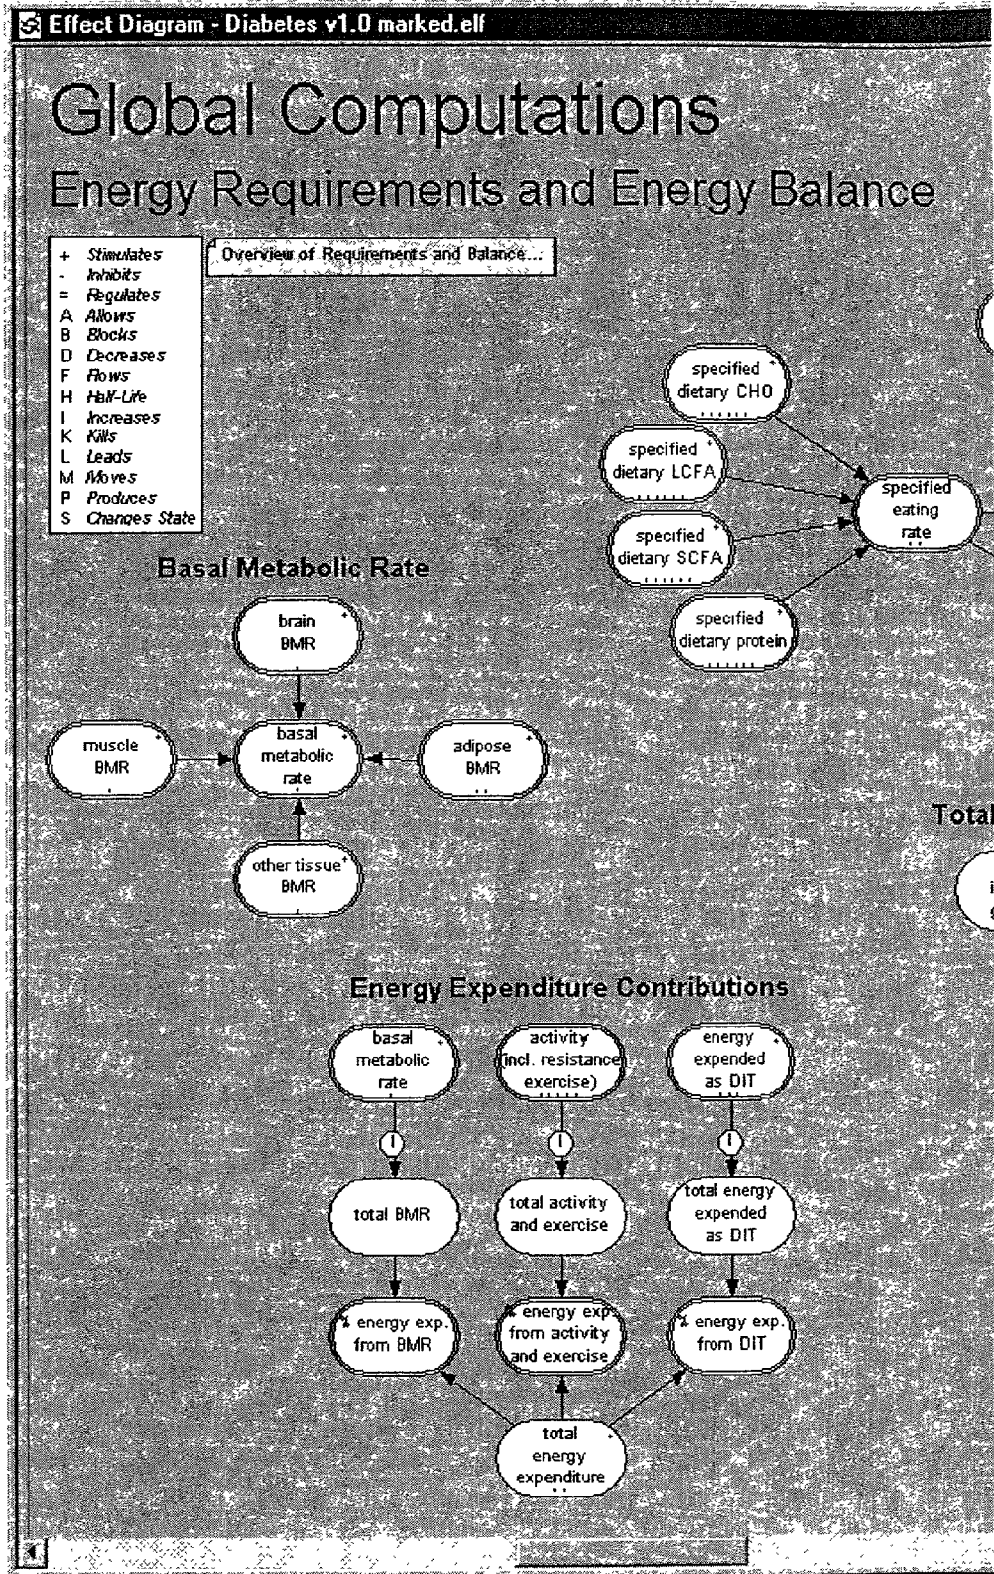 Effect Diagram - Diabetes v1.0 marked.elf
Global Computations
Energy Requirements and Energy Balance
+ Stimulates
- Inhibits
= Regulates
A Allows
B Blocks
D Decreases
F Flows
H Half-Life
I Increases
K Kills
L Leads
M Moves
P Produces
S Changes State
Overview of Requirements and Balance...
specified
dietary CHO
specified
dietary LCFA
specified
dietary SCFA
specified
dietary protein
specified
eating
rate
Basal Metabolic Rate
brain
BMR
muscle
BMR
basal
metabolic
rate
adipose
BMR
other tissue
BMR
Total
Energy Expenditure Contributions
basal
metabolic
rate
activity
(incl. resistance
exercise)
energy
expended
as DIT
I
I
I
total BMR
total activity
and exercise
total energy
expended
as DIT
% energy exp.
from BMR
% energy exp
from activity
and exercise
% energy exp.
from DIT
total
energy
expenditure